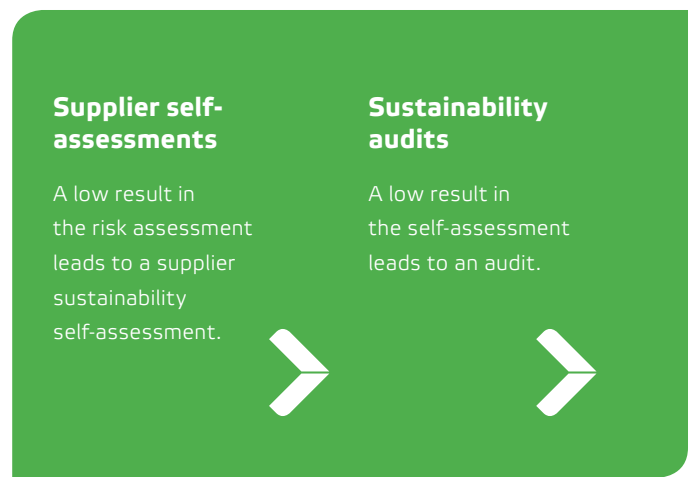 Supplier self-
assessments
A low result in
the risk assessment
leads to a supplier
sustainability
self-assessment.
Sustainability
audits
A low result in
the self-assessment
leads to an audit.